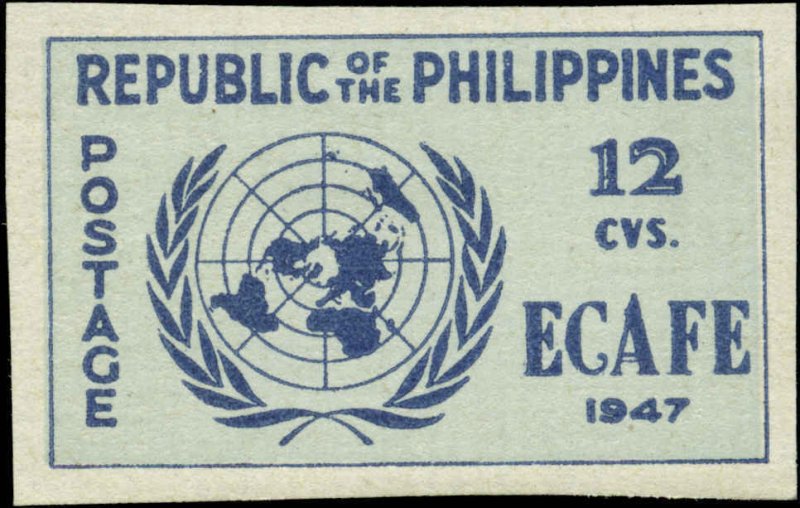 REPUBLIC OF THE PHILIPPINES
POSTAGE
12
CVS.
ECAFE
1947